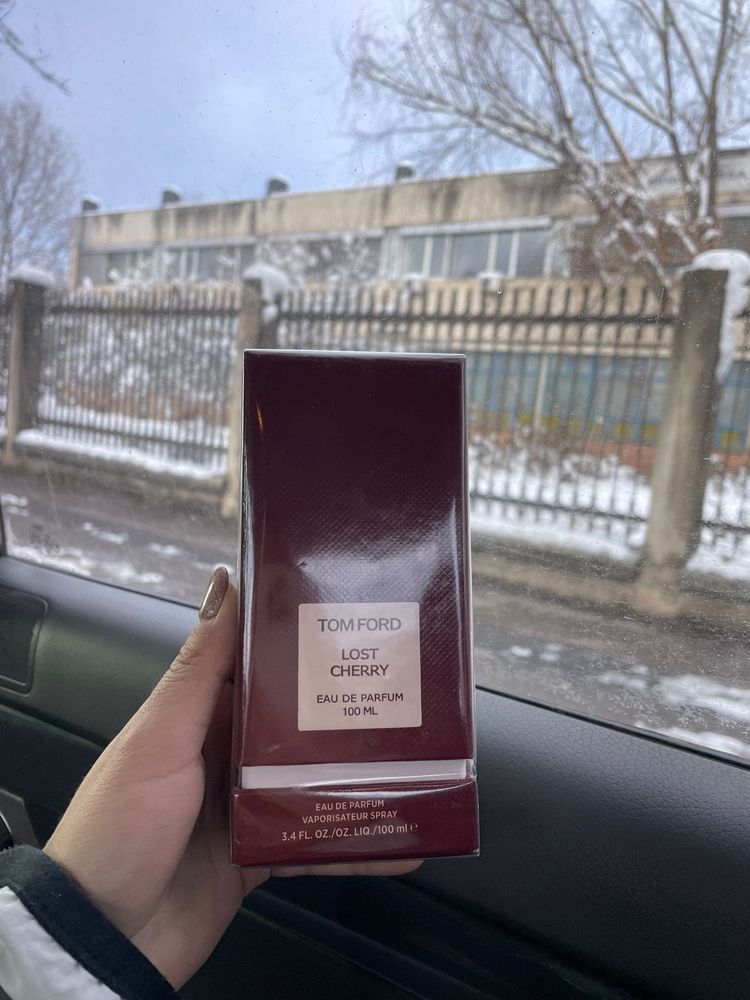 TOM FORD
LOST
CHERRY
EAU DE PARFUM
100 ML
EAU DE PARFUM
VAPORISATEUR SPRAY
3.4 FL. OZ./OZ. LIQ./100 ml ℮